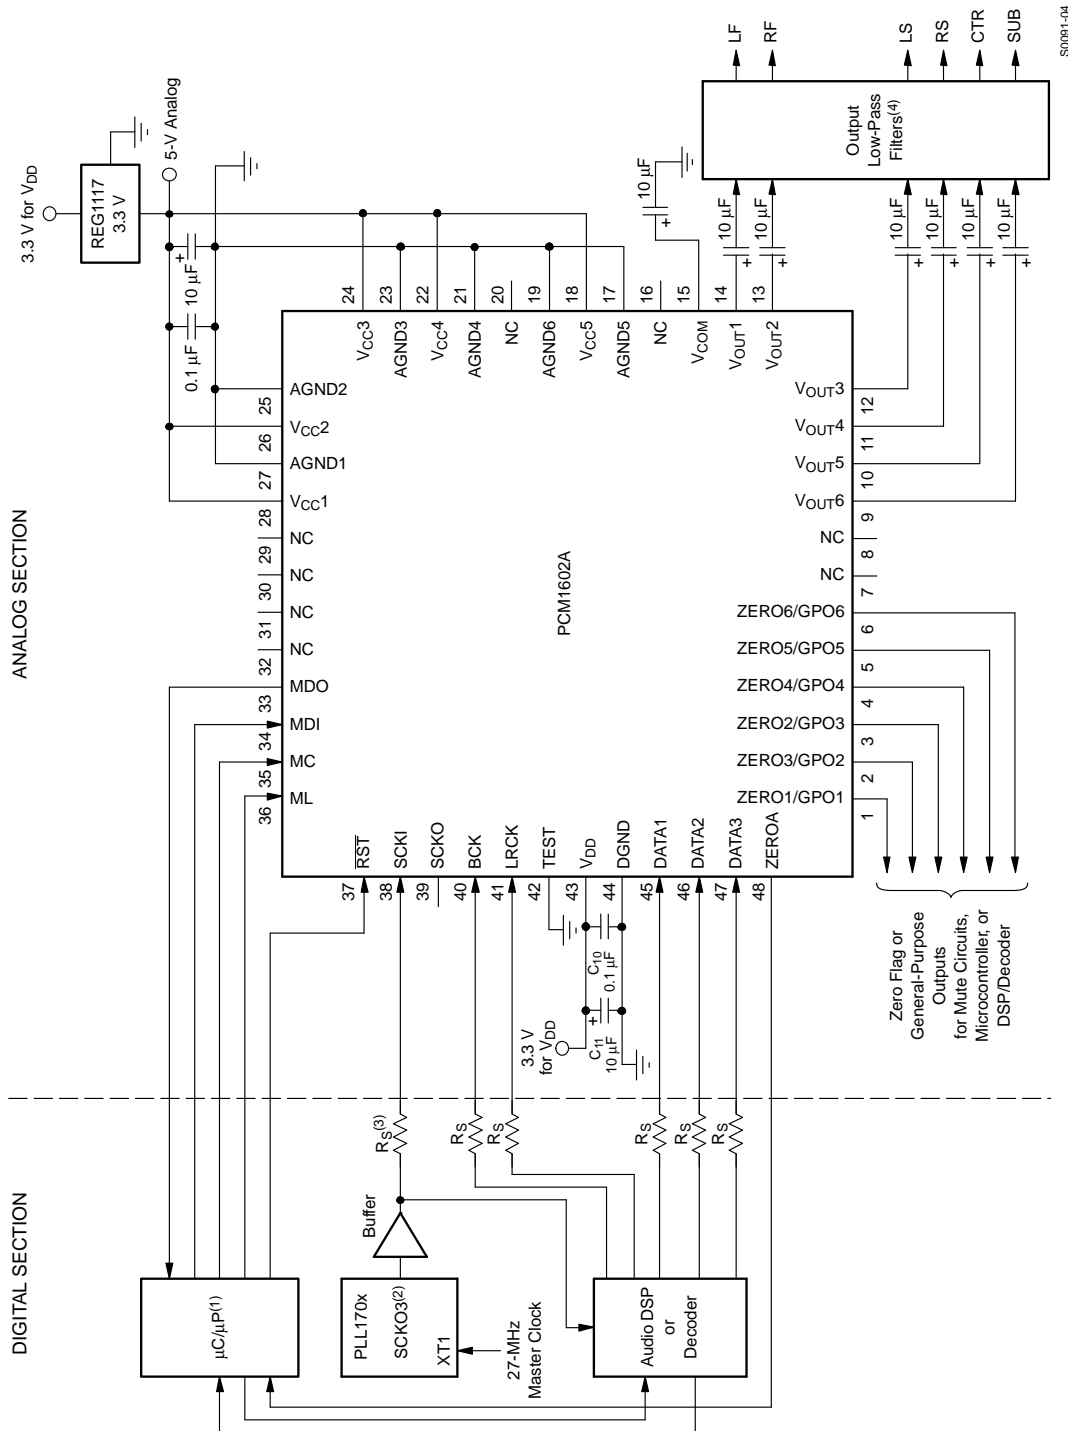 DIGITAL SECTION
ANALOG SECTION
µC/µP(1)
PLL170x
SCKO3(2)
XT1
27-MHz
Master Clock
Buffer
Audio DSP
or
Decoder
RS(3)
RS
RS
RS
RS
RS
3.3 V
for VDD
C11
10 µF
+
C10
0.1 µF
PCM1602A
36 ML
35 MC
34 MDI
33 MDO
32 NC
31 NC
30 NC
29 NC
28 VCC1
27 AGND1
26 VCC2
25 AGND2
37 RST
38 SCKI
39 SCKO
40 BCK
41 LRCK
42 TEST
43 VDD
44 DGND
45 DATA1
46 DATA2
47 DATA3
48 ZEROA
24 VCC3
23 AGND3
22 VCC4
21 AGND4
20 NC
19 AGND6
18 VCC5
17 AGND5
16 NC
15 VCOM
14 VOUT1
13 VOUT2
ZERO1/GPO1 1
ZERO3/GPO2 2
ZERO2/GPO3 3
ZERO4/GPO4 4
ZERO5/GPO5 5
ZERO6/GPO6 6
NC 7
NC 8
VOUT6 9
VOUT5 10
VOUT4 11
VOUT3 12
0.1 µF
10 µF
+
3.3 V for VDD
REG1117
3.3 V
5-V Analog
10 µF
+
10 µF
+
10 µF
+
10 µF
+
10 µF
+
10 µF
+
10 µF
+
Output
Low-Pass
Filters(4)
LF
RF
LS
RS
CTR
SUB
Zero Flag or
General-Purpose
Outputs
for Mute Circuits,
Microcontroller, or
DSP/Decoder
S0091-04